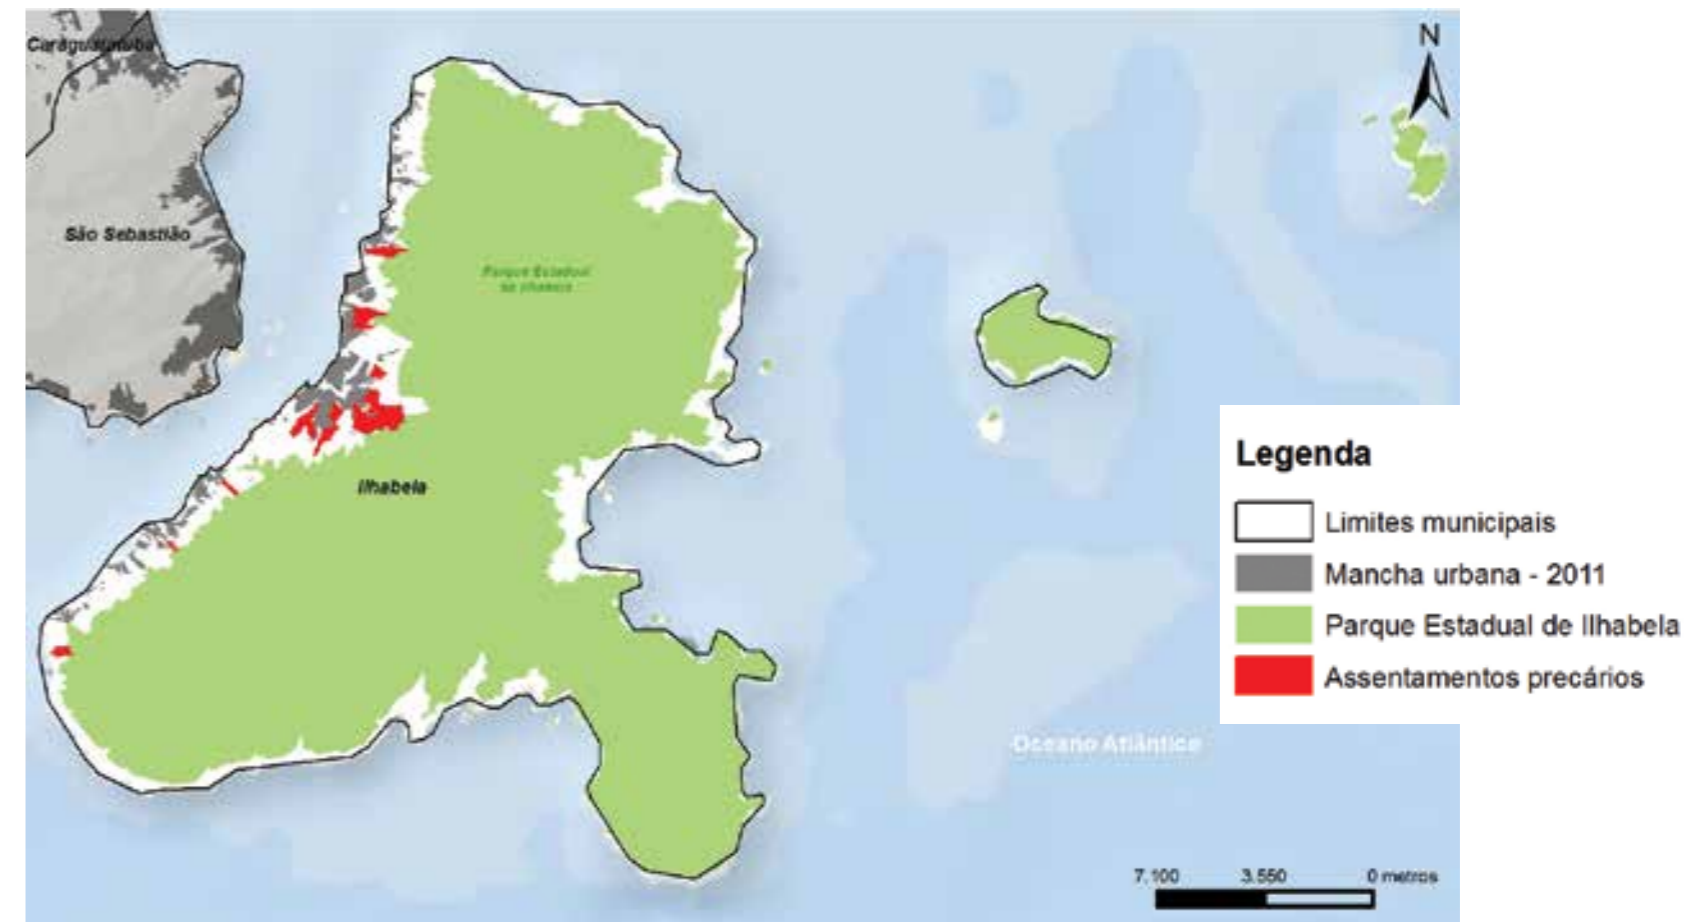 Caraguatatuba
N
São Sebastião
Parque Estadual
de Ilhabela
Ilhabela
Legenda
Limites municipais
Mancha urbana - 2011
Parque Estadual de Ilhabela
Assentamentos precários
Oceano Atlântico
7.100 3.550 0 metros